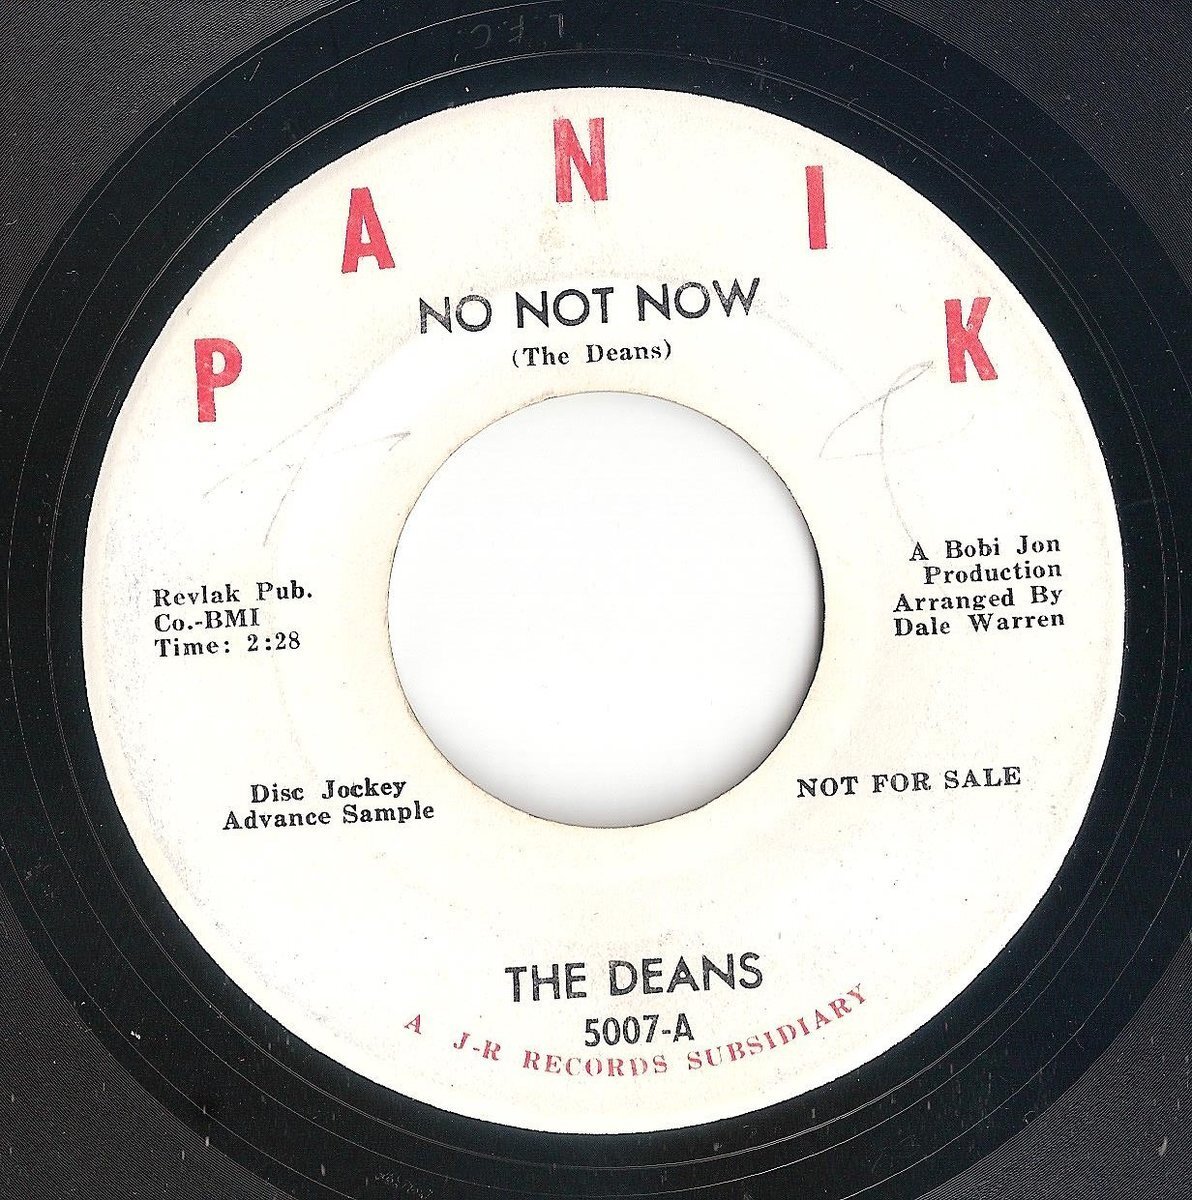 PANIK
NO NOT NOW
(The Deans)
Revlak Pub.
Co.-BMI
Time: 2:28
A Bobi Jon
Production
Arranged By
Dale Warren
Disc Jockey
Advance Sample
NOT FOR SALE
THE DEANS
5007-A
A J-R RECORDS SUBSIDIARY
L.F.C.